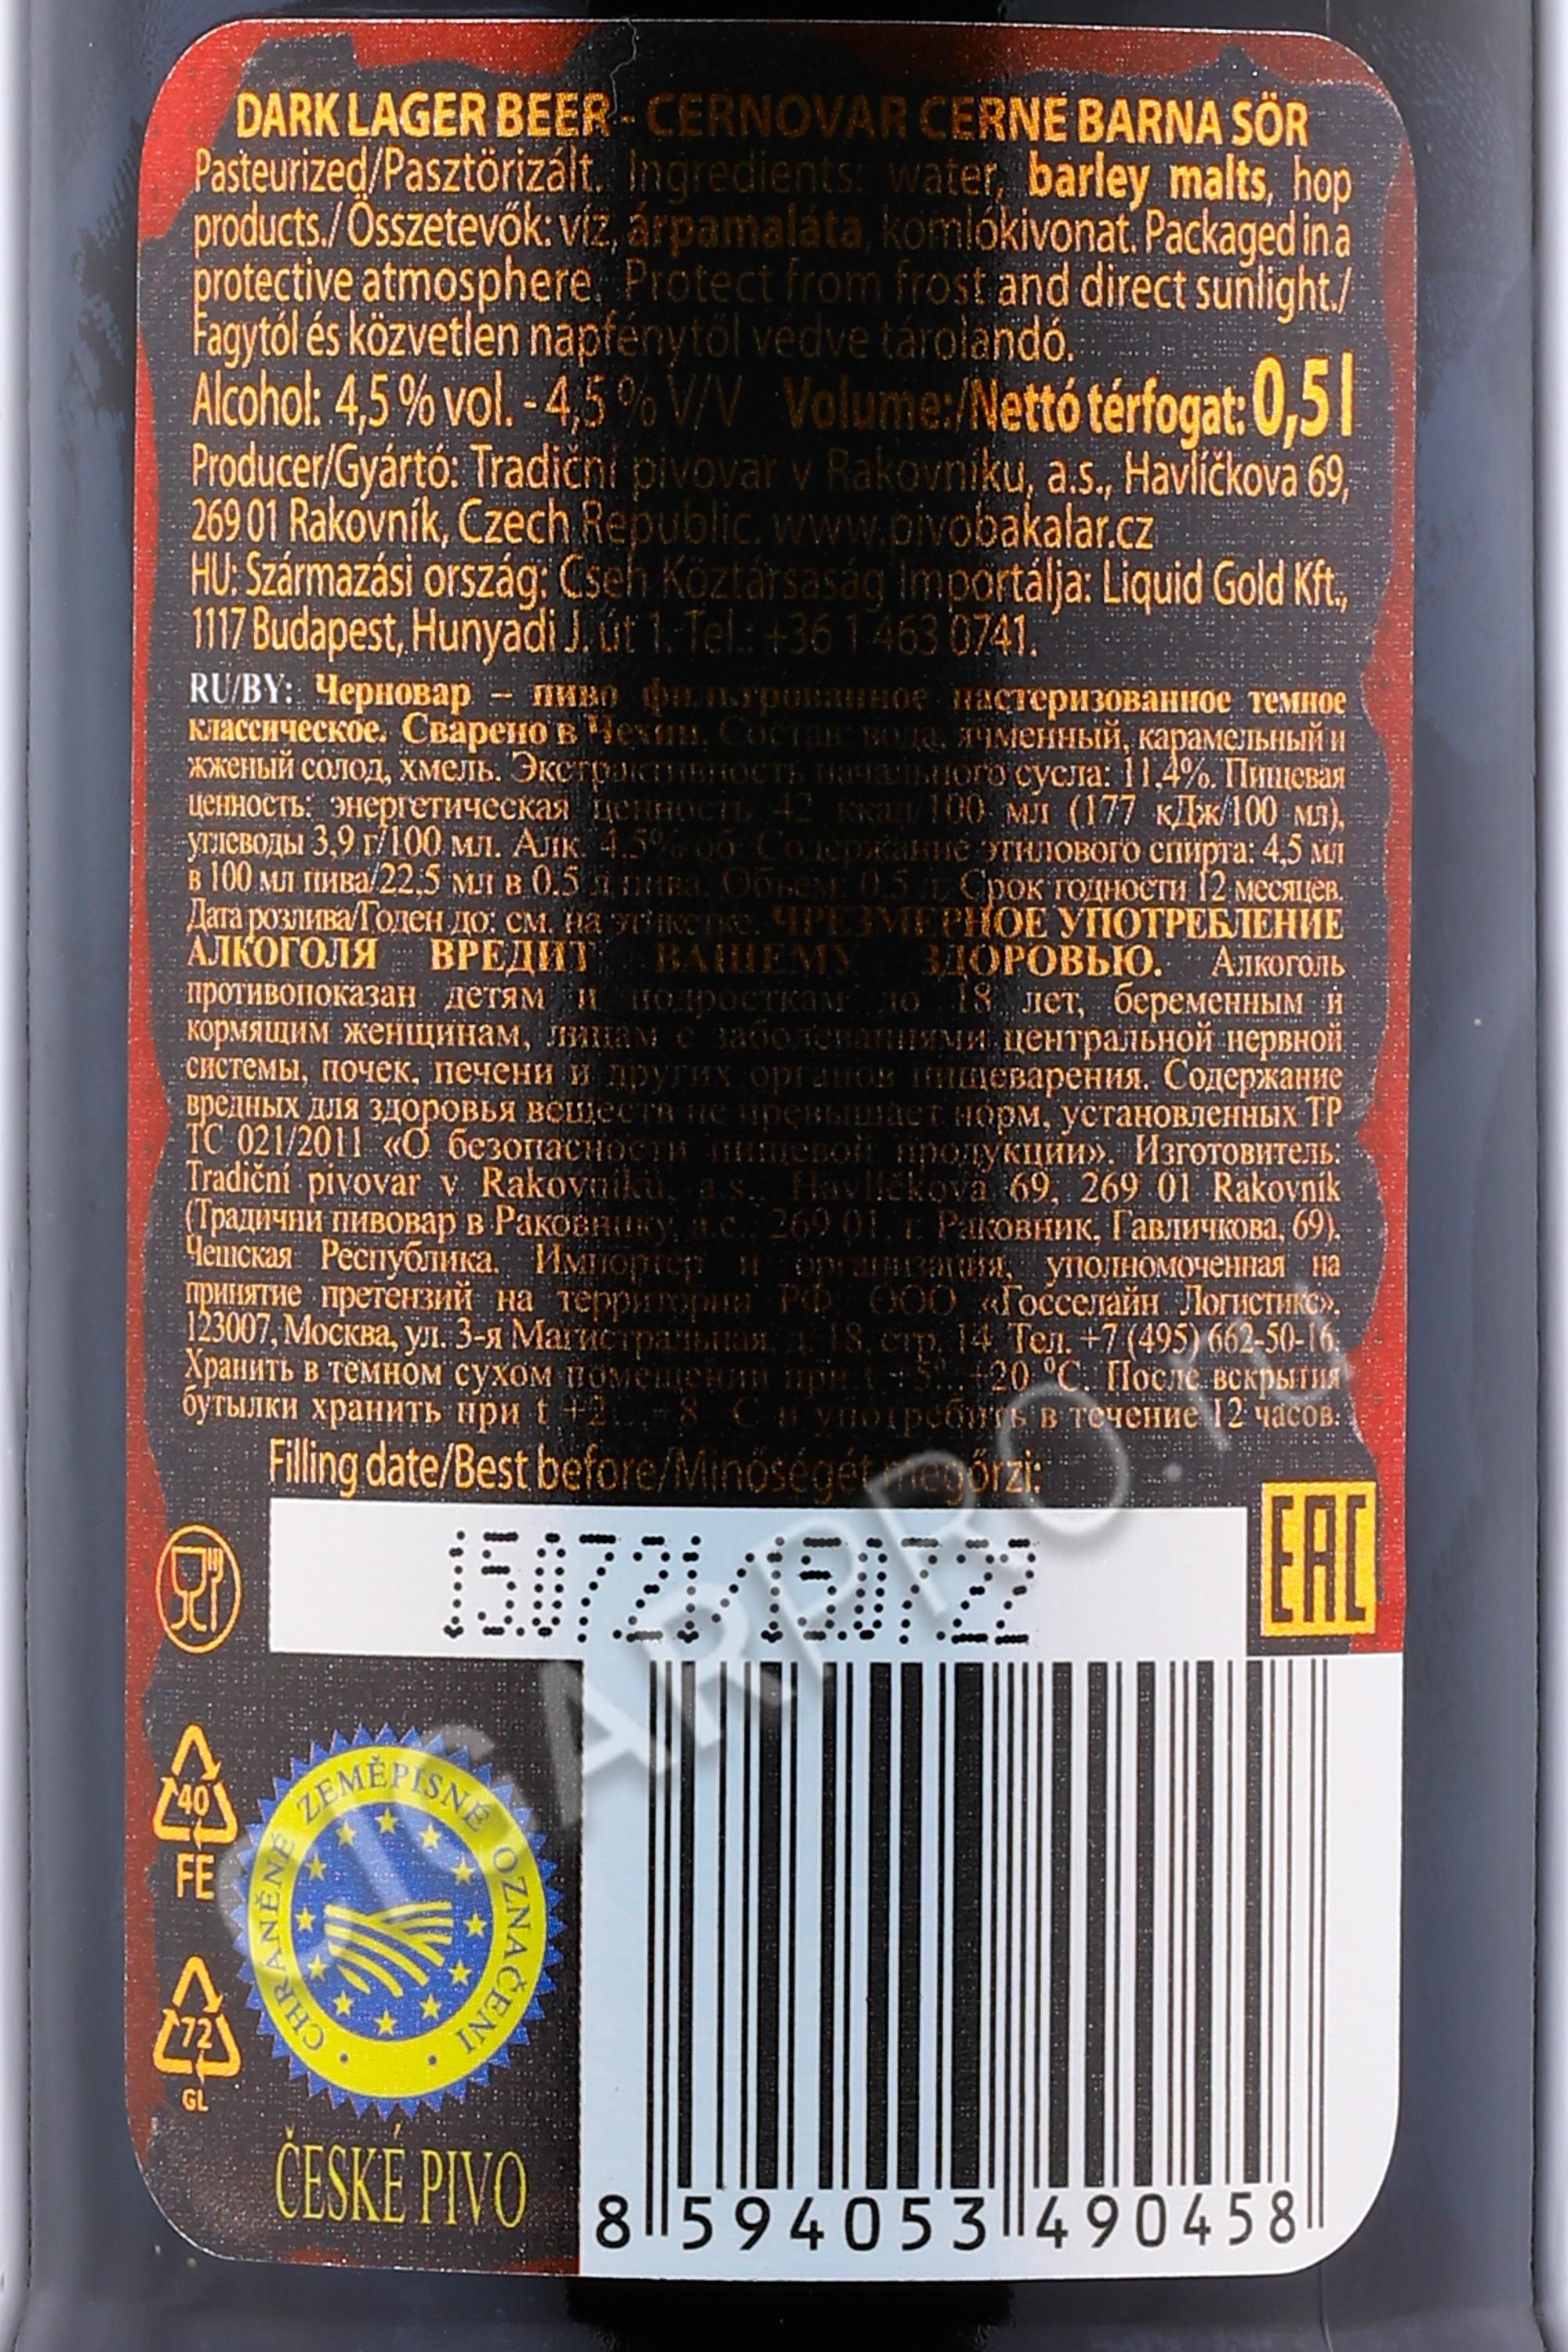 DARK LAGER BEER - CERNOVAR CERNÉ BARNA SÖR
Pasteurized/Pasztörizált. Ingredients: water, barley malts, hop
products./Összetevők: víz, árpamaláta, komlókivonat. Packaged in a
protective atmosphere. Protect from frost and direct sunlight./
Fagytól és közvetlen napfénytől védve tárolandó.
Alcohol: 4,5 % vol. - 4,5 % V/V Volume:/Nettó térfogat: 0,5 l
Producer/Gyártó: Tradiční pivovar v Rakovníku, a.s., Havlíčkova 69,
269 01 Rakovník, Czech Republic. www.pivobakalar.cz
HU: Származási ország: Cseh Köztársaság Importálja: Liquid Gold Kft.,
1117 Budapest, Hunyadi J. út 1. Tel.: +36 1 463 0741.
RU/BY: Черновар – пиво фильтрованное пастеризованное темное
классическое. Сварено в Чехии. Состав: вода, ячменный, карамельный и
жженый солод, хмель. Экстрактивность начального сусла: 11,4%. Пищевая
ценность: энергетическая ценность 42 ккал/100 мл (177 кДж/100 мл),
углеводы 3,9 г/100 мл. Алк. 4.5% об. Содержание этилового спирта: 4,5 мл
в 100 мл пива/22.5 мл в 0.5 л пива. Объем: 0,5 л. Срок годности 12 месяцев.
Дата розлива/Годен до: см. на этикетке. ЧРЕЗМЕРНОЕ УПОТРЕБЛЕНИЕ
АЛКОГОЛЯ ВРЕДИТ ВАШЕМУ ЗДОРОВЬЮ. Алкоголь
противопоказан детям и подросткам до 18 лет, беременным и
кормящим женщинам, лицам с заболеваниями центральной нервной
системы, почек, печени и других органов пищеварения. Содержание
вредных для здоровья веществ не превышает норм, установленных ТР
ТС 021/2011 «О безопасности пищевой продукции». Изготовитель:
Tradiční pivovar v Rakovníku, a.s., Havlíčkova 69, 269 01 Rakovník
(Традични пивовар в Раковнику, а.с., 269 01, г. Раковник, Гавличкова, 69),
Чешская Республика. Импортер и организация, уполномоченная на
принятие претензий на территории РФ: ООО «Госселайн Логистикс»,
123007, Москва, ул. 3-я Магистральная, д. 18, стр. 14. Тел. +7 (495) 662-50-16.
Хранить в темном сухом помещении при t +5°...+20 °С. После вскрытия
бутылки хранить при t +2...+8 °С и употребить в течение 12 часов.
Filling date/Best before/Minőségét megőrzi:
15.07.21/15.07.22
EAC
40
FE
72
GL
CHRÁNĚNÉ ZEMĚPISNÉ OZNAČENÍ
ČESKÉ PIVO
8 594053 490458
CIGARPRO.ru